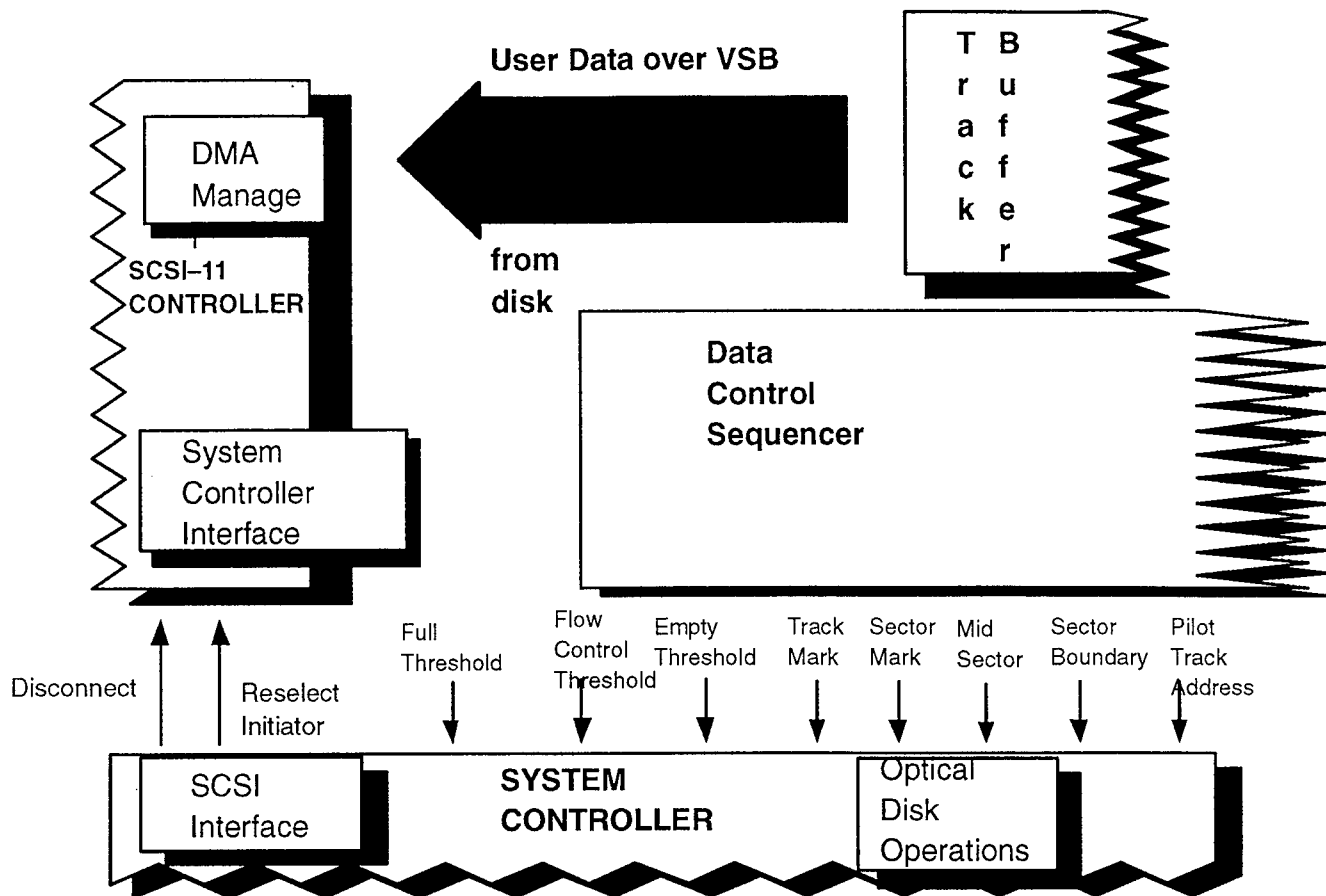 User Data over VSB
Track
Buffer
DMA
Manage
SCSI–11
CONTROLLER
from
disk
Data
Control
Sequencer
System
Controller
Interface
Disconnect
Reselect
Initiator
Full
Threshold
Flow
Control
Threshold
Empty
Threshold
Track
Mark
Sector
Mark
Mid
Sector
Sector
Boundary
Pilot
Track
Address
SCSI
Interface
SYSTEM
CONTROLLER
Optical
Disk
Operations